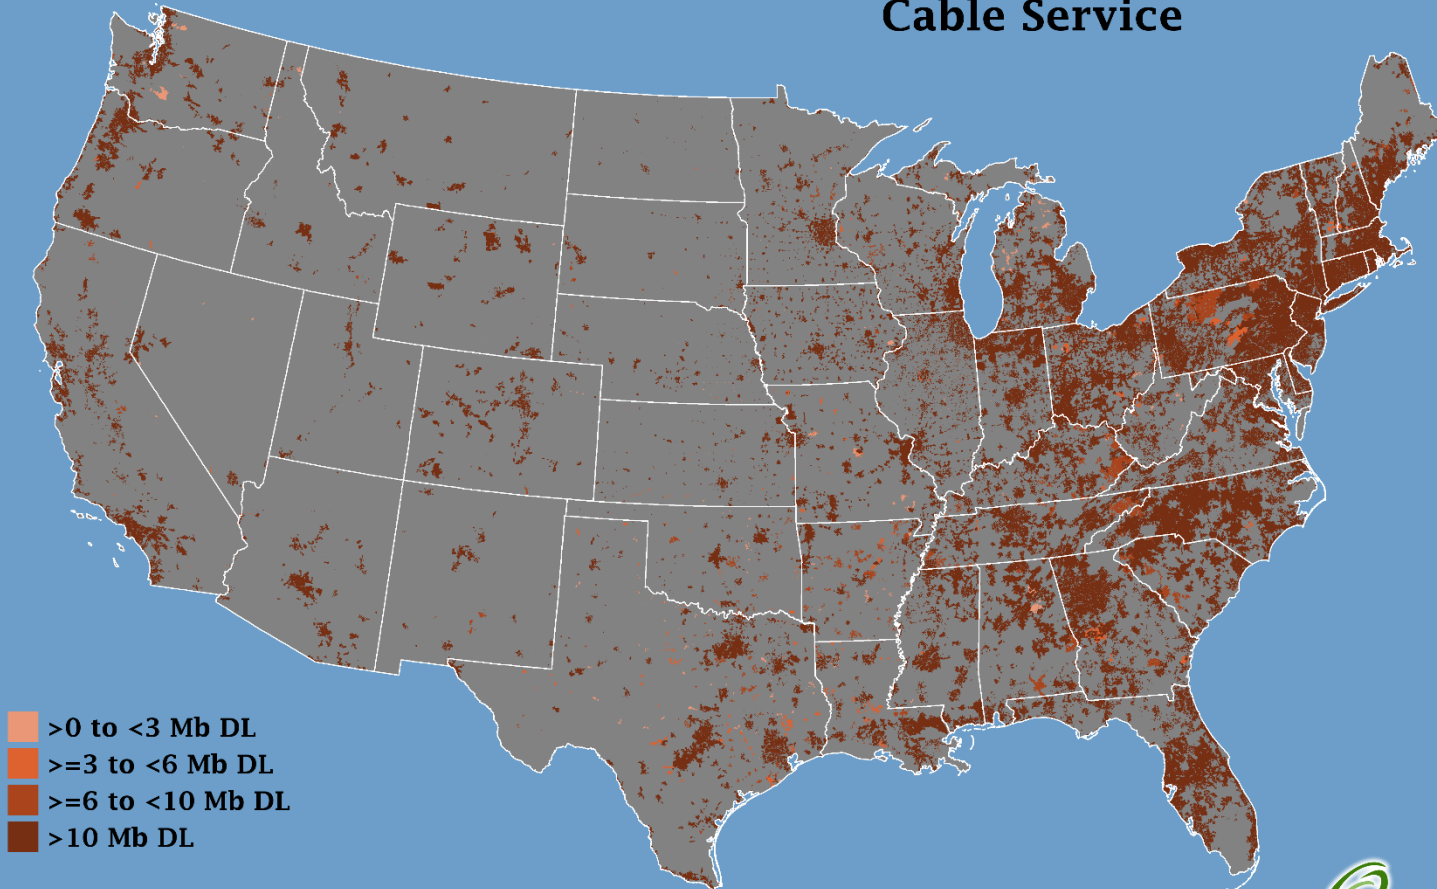 Cable Service
>0 to <3 Mb DL
>=3 to <6 Mb DL
>=6 to <10 Mb DL
>10 Mb DL